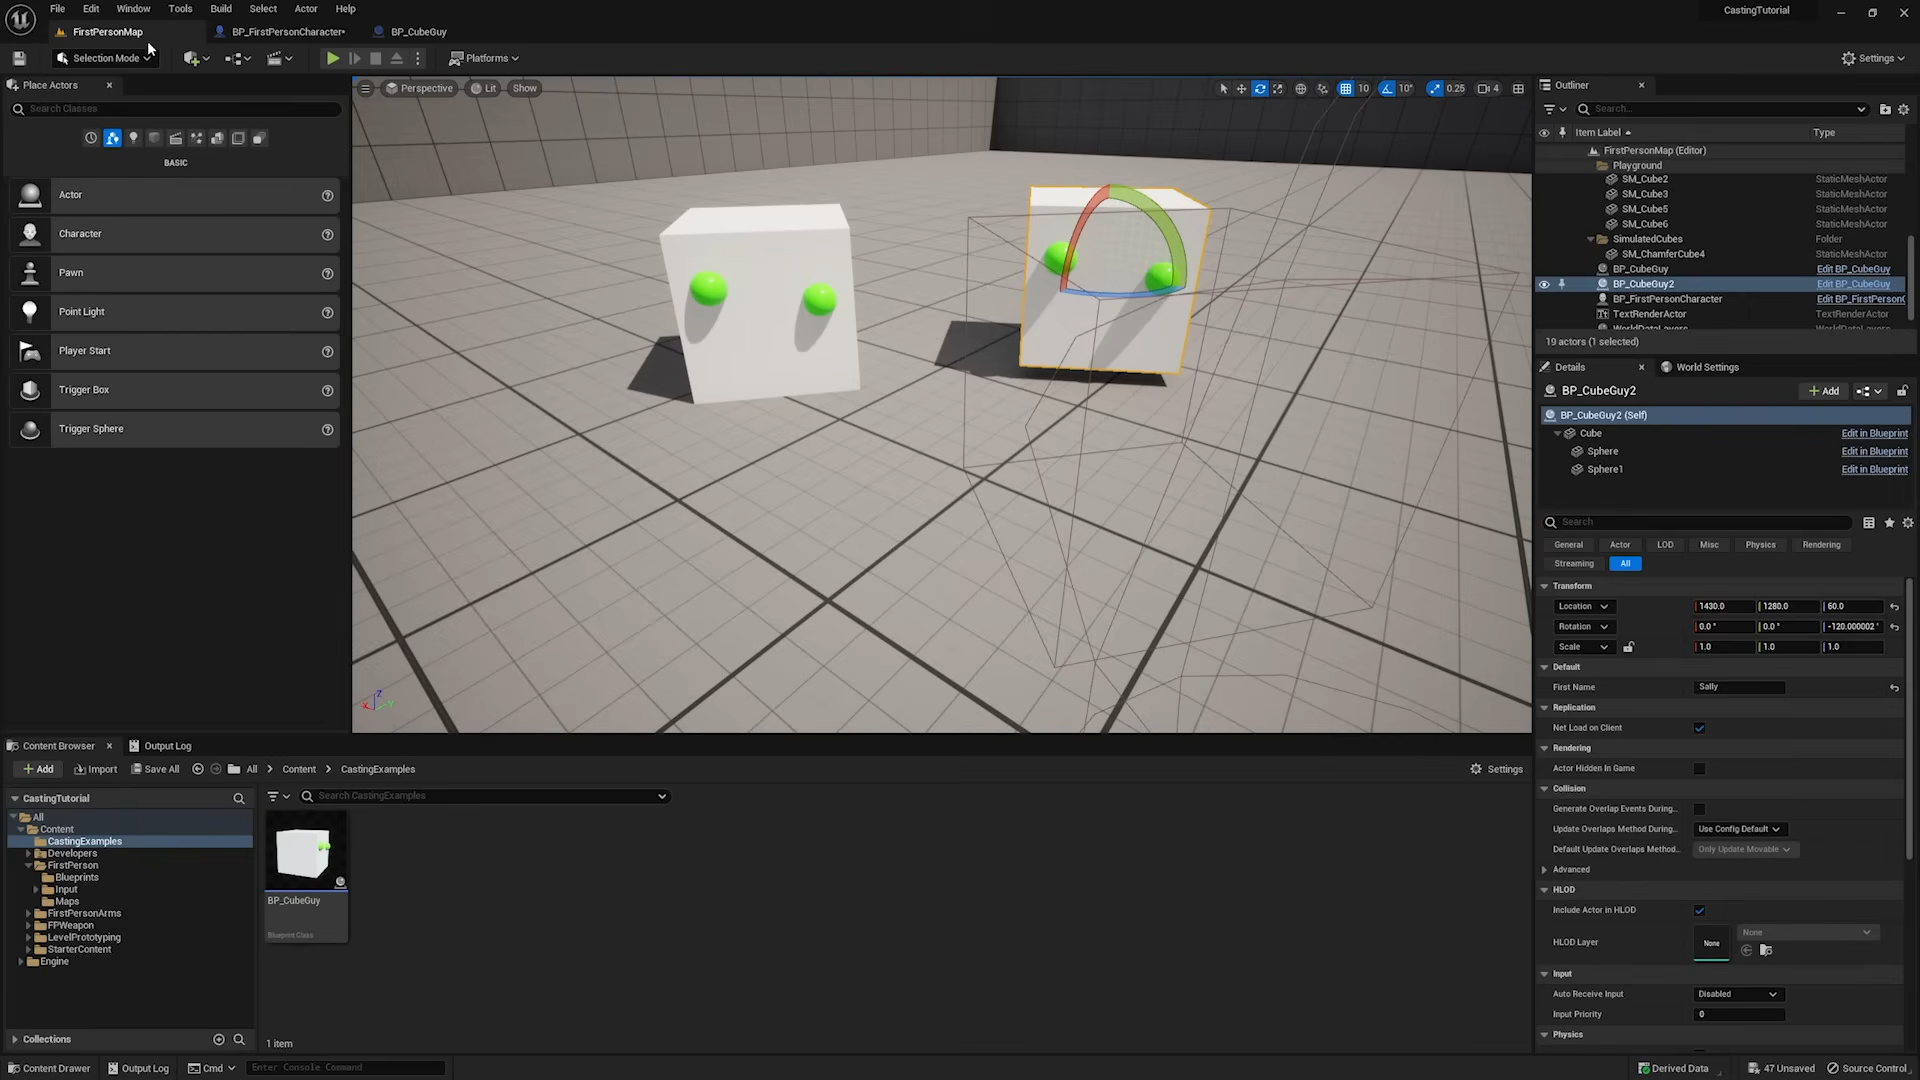 File Edit Window Tools Build Select Actor Help
CastingTutorial
FirstPersonMap
BP_FirstPersonCharacter•
BP_CubeGuy
Selection Mode
Platforms
Settings
Place Actors
Search Classes
BASIC
Actor
Character
Pawn
Point Light
Player Start
Trigger Box
Trigger Sphere
Perspective
Lit
Show
10
10°
0.25
4
Outliner
Search...
Item Label
Type
FirstPersonMap (Editor)
Playground
SM_Cube2 StaticMeshActor
SM_Cube3 StaticMeshActor
SM_Cube5 StaticMeshActor
SM_Cube6 StaticMeshActor
SimulatedCubes Folder
SM_ChamferCube4 StaticMeshActor
BP_CubeGuy Edit BP_CubeGuy
BP_CubeGuy2 Edit BP_CubeGuy
BP_FirstPersonCharacter Edit BP_FirstPerson
TextRenderActor TextRenderActor
19 actors (1 selected)
Details
World Settings
BP_CubeGuy2
Add
BP_CubeGuy2 (Self)
Cube Edit in Blueprint
Sphere Edit in Blueprint
Sphere1 Edit in Blueprint
Search
General Actor LOD Misc Physics Rendering
Streaming All
Transform
Location 1430.0 1280.0 60.0
Rotation 0.0 ° 0.0 ° -120.000002 °
Scale 1.0 1.0 1.0
Default
First Name Sally
Replication
Net Load on Client
Rendering
Actor Hidden In Game
Collision
Generate Overlap Events During..
Update Overlaps Method During.. Use Config Default
Default Update Overlaps Method.. Only Update Movable
Advanced
HLOD
Include Actor in HLOD
HLOD Layer None None
Input
Auto Receive Input Disabled
Input Priority 0
Physics
X Y Z
Content Browser
Output Log
Add
Import
Save All
All > Content > CastingExamples
Settings
CastingTutorial
Search CastingExamples
All
Content
CastingExamples
Developers
FirstPerson
Blueprints
Input
Maps
FirstPersonArms
FPWeapon
LevelPrototyping
StarterContent
Engine
BP_CubeGuy
Blueprint Class
Collections
1 item
Content Drawer
Output Log
Cmd
Enter Console Command
Derived Data
47 Unsaved
Source Control